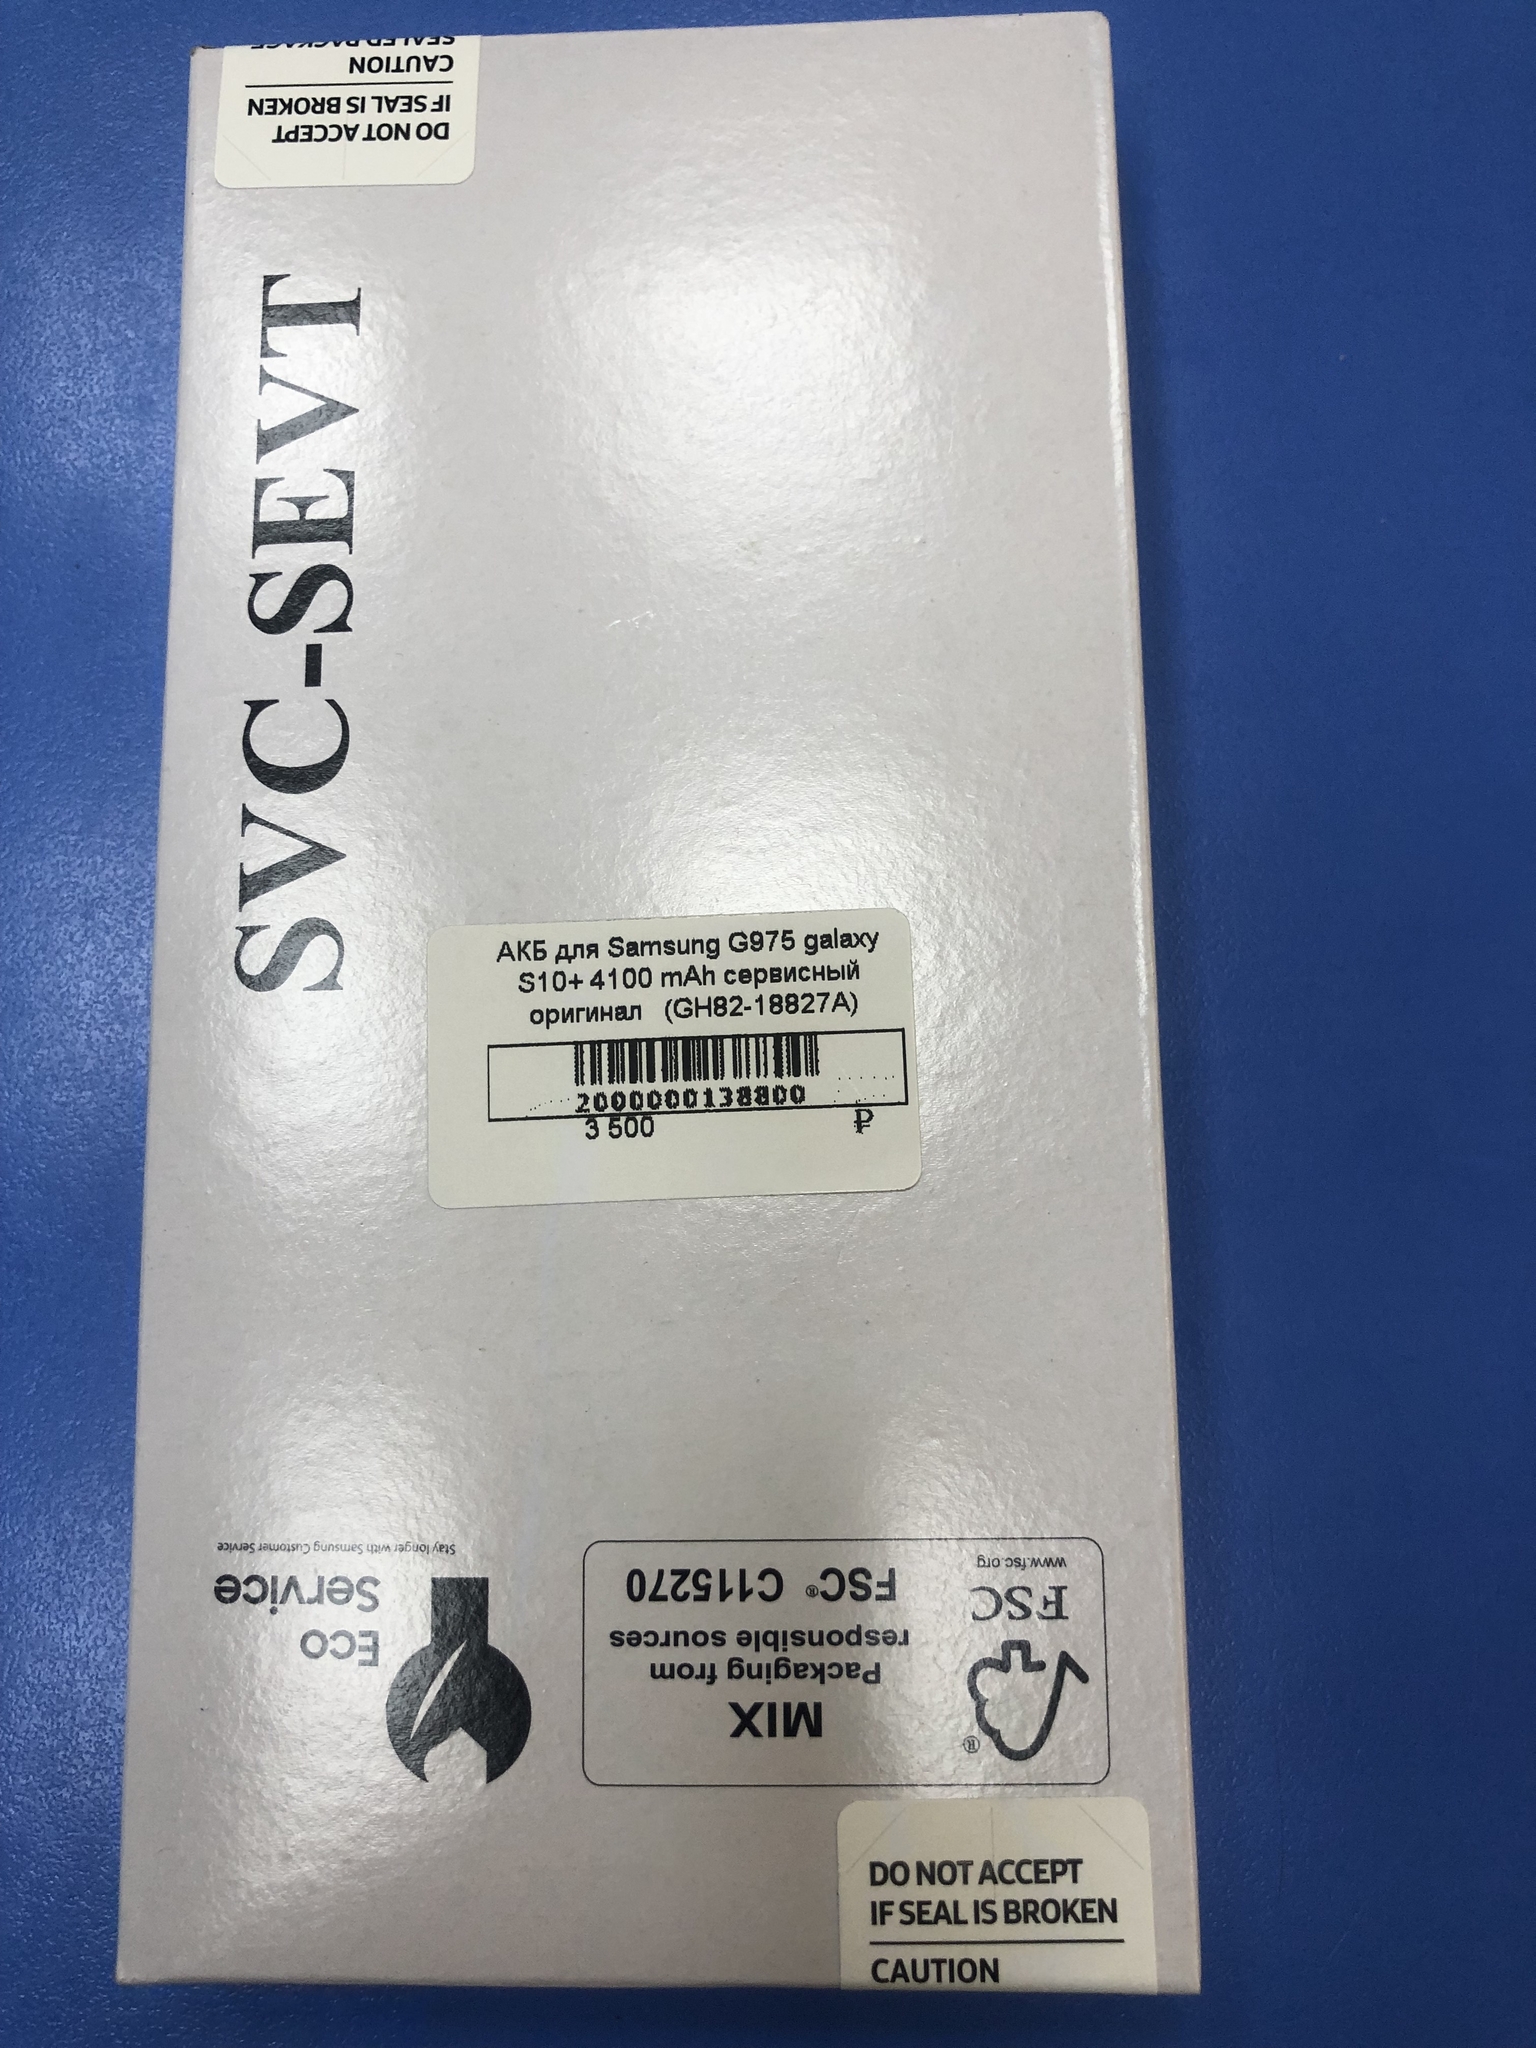 SEALED PACKAGE
CAUTION
IF SEAL IS BROKEN
DO NOT ACCEPT
SVC-SEVT
АКБ для Samsung G975 galaxy
S10+ 4100 mAh сервисный
оригинал (GH82-18827A)
2000000138800
3 500 ₽
Eco
Service
Stay longer with Samsung Customer Service
MIX
Packaging from
responsible sources
FSC® C115270
®
FSC
www.fsc.org
DO NOT ACCEPT
IF SEAL IS BROKEN
CAUTION